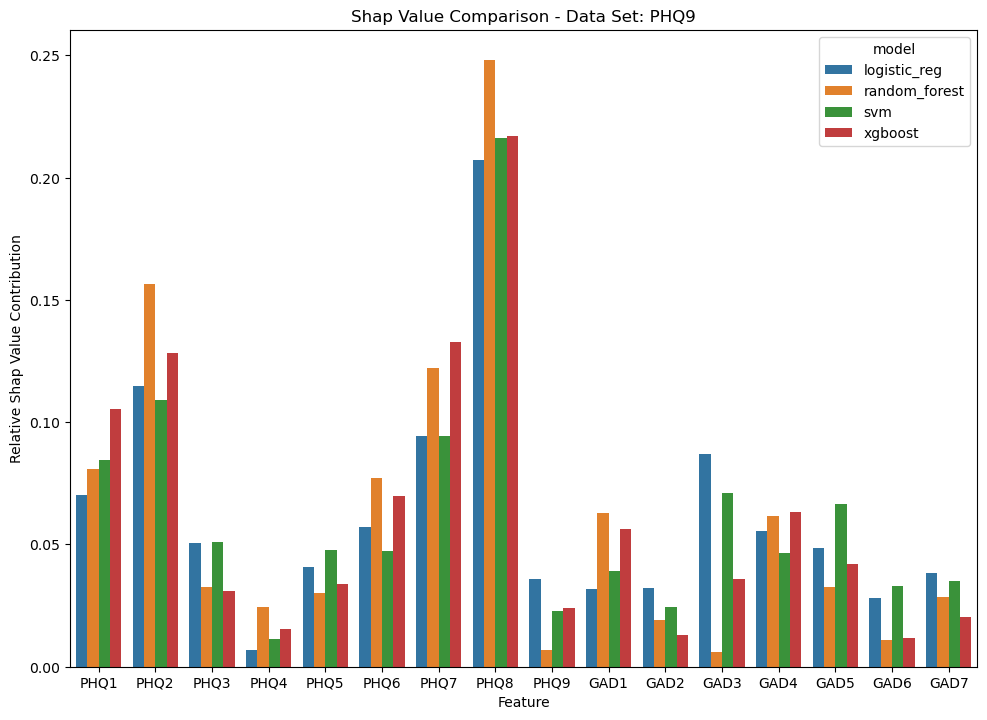 Shap Value Comparison - Data Set: PHQ9
model
logistic_reg
random_forest
svm
xgboost
Relative Shap Value Contribution
0.25
0.20
0.15
0.10
0.05
0.00
PHQ1 PHQ2 PHQ3 PHQ4 PHQ5 PHQ6 PHQ7 PHQ8 PHQ9 GAD1 GAD2 GAD3 GAD4 GAD5 GAD6 GAD7
Feature